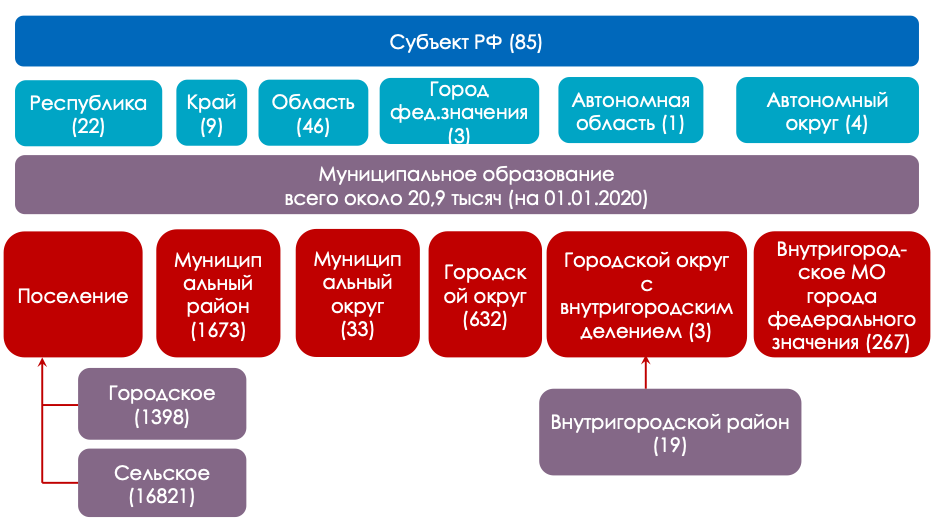 Субъект РФ (85)
Республика
(22)
Край
(9)
Область
(46)
Город
фед.значения
(3)
Автономная
область (1)
Автономный
округ (4)
Муниципальное образование
всего около 20,9 тысяч (на 01.01.2020)
Поселение
Муницип
альный
район
(1673)
Муницип
альный
округ
(33)
Городск
ой округ
(632)
Городской округ
с
внутригородским
делением (3)
Внутригород-
ское МО
города
федерального
значения (267)
Городское
(1398)
Сельское
(16821)
Внутригородской район
(19)